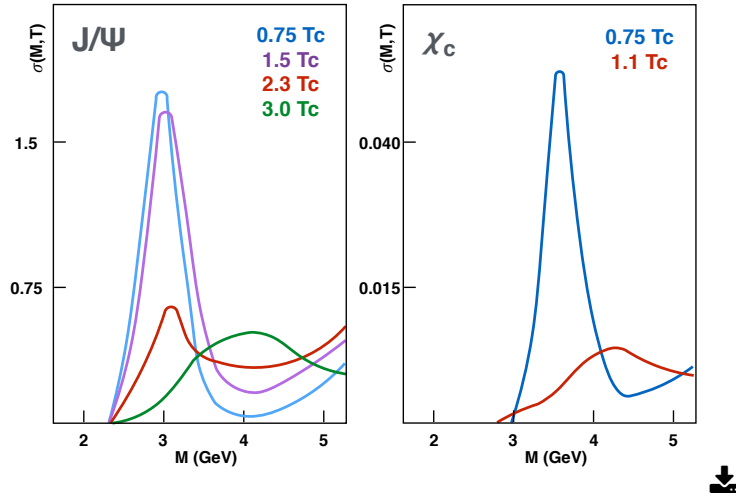 J/Ψ
0.75 Tc
1.5 Tc
2.3 Tc
3.0 Tc
σ(M,T)
1.5
0.75
2 3 4 5
M (GeV)
χc
0.75 Tc
1.1 Tc
σ(M,T)
0.040
0.015
2 3 4 5
M (GeV)